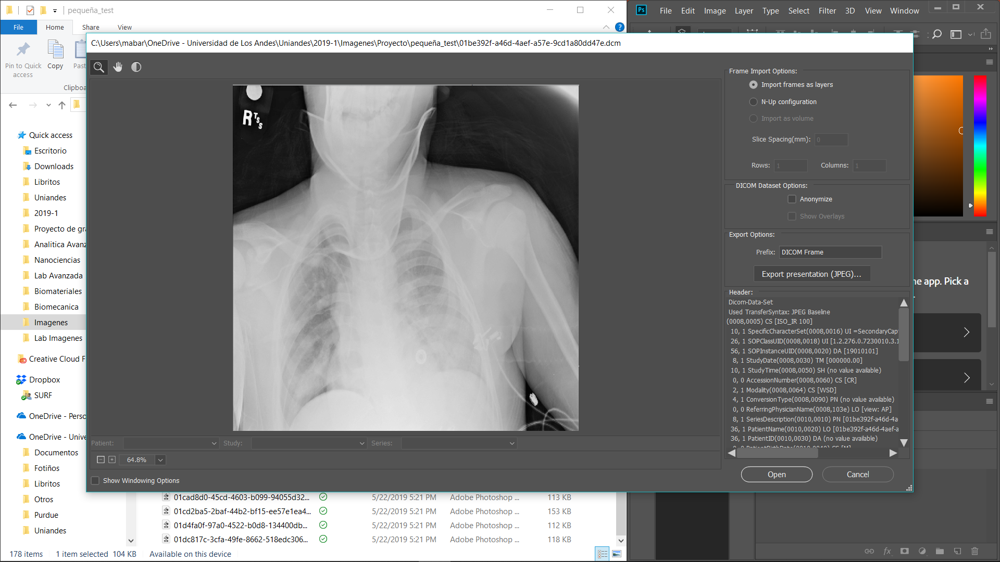 pequeña_test
File Home Share View
Pin to Quick access
Copy
Past
Clipboa
Quick access
Escritorio
Downloads
Libritos
Uniandes
2019-1
Proyecto de gra
Analitica Avanz
Nanociencias
Lab Avanzada
Biomateriales
Biomecanica
Imagenes
Lab Imagenes
Creative Cloud F
Dropbox
SURF
OneDrive - Perso
OneDrive - Unive
Documentos
Fotiños
Libritos
Otros
Purdue
Uniandes
178 items 1 item selected 104 KB Available on this device
C:\Users\mabar\OneDrive - Universidad de Los Andes\Uniandes\2019-1\Imagenes\Proyecto\pequeña_test\01be392f-a46d-4aef-a57e-9cd1a80dd47e.dcm
R TSS
Patient: Study: Series:
64.8%
Show Windowing Options
Frame Import Options:
Import frames as layers
N-Up configuration
Import as volume
Slice Spacing(mm): 0
Rows: 1 Columns: 1
DICOM Dataset Options:
Anonymize
Show Overlays
Export Options:
Prefix: DICOM Frame
Export presentation (JPEG)...
Header:
Dicom-Data-Set
Used TransferSyntax: JPEG Baseline
(0008,0005) CS [ISO_IR 100]
10, 1 SpecificCharacterSet(0008,0016) UI =SecondaryCap
26, 1 SOPClassUID(0008,0018) UI [1.2.276.0.7230010.3.1
56, 1 SOPInstanceUID(0008,0020) DA [19010101]
8, 1 StudyDate(0008,0030) TM [000000.00]
10, 1 StudyTime(0008,0050) SH (no value available)
0, 0 AccessionNumber(0008,0060) CS [CR]
2, 1 Modality(0008,0064) CS [WSD]
4, 1 ConversionType(0008,0090) PN (no value available)
0, 0 ReferringPhysicianName(0008,103e) LO [view: AP]
8, 1 SeriesDescription(0010,0010) PN [01be392f-a46d-4a
36, 1 PatientName(0010,0020) LO [01be392f-a46d-4aef-a
36, 1 PatientID(0010,0030) DA (no value available)
0, 0 PatientBirthDate(0010,0040) CS [M]
Open Cancel
01cad8d0-45cd-4603-b099-94055d32... 5/22/2019 5:21 PM Adobe Photoshop ... 113 KB
01cd2ba5-2baf-44b2-bf15-ee57e1ea4... 5/22/2019 5:21 PM Adobe Photoshop ... 153 KB
01d4fa0f-97a0-4522-b0d8-134400db... 5/22/2019 5:21 PM Adobe Photoshop ... 112 KB
01dc817c-3cfa-49fe-8662-518edc306... 5/22/2019 5:21 PM Adobe Photoshop ... 118 KB
Ps File Edit Image Layer Type Select Filter 3D View Window
ne app. Pick a
fx